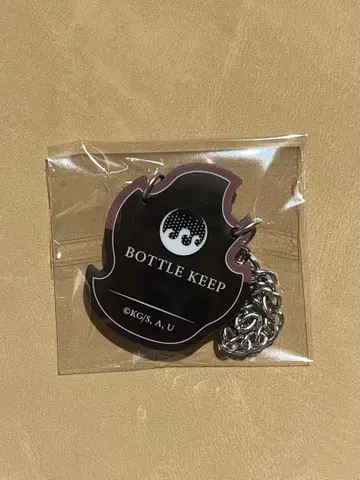 BOTTLE KEEP
©KG/S, A, U